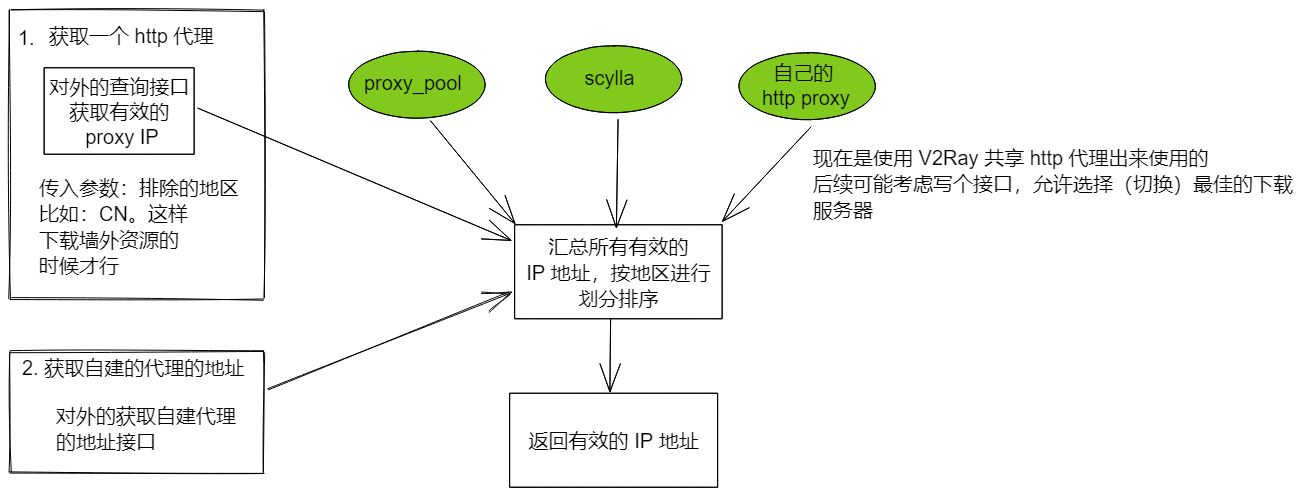 1. 获取一个 http 代理
对外的查询接口
获取有效的
proxy IP
传入参数：排除的地区
比如：CN。这样
下载墙外资源的
时候才行
proxy_pool
scylla
自己的
http proxy
现在是使用 V2Ray 共享 http 代理出来使用的
后续可能考虑写个接口，允许选择（切换）最佳的下载
服务器
汇总所有有效的
IP 地址，按地区进行
划分排序
2. 获取自建的代理的地址
对外的获取自建代理
的地址接口
返回有效的 IP 地址